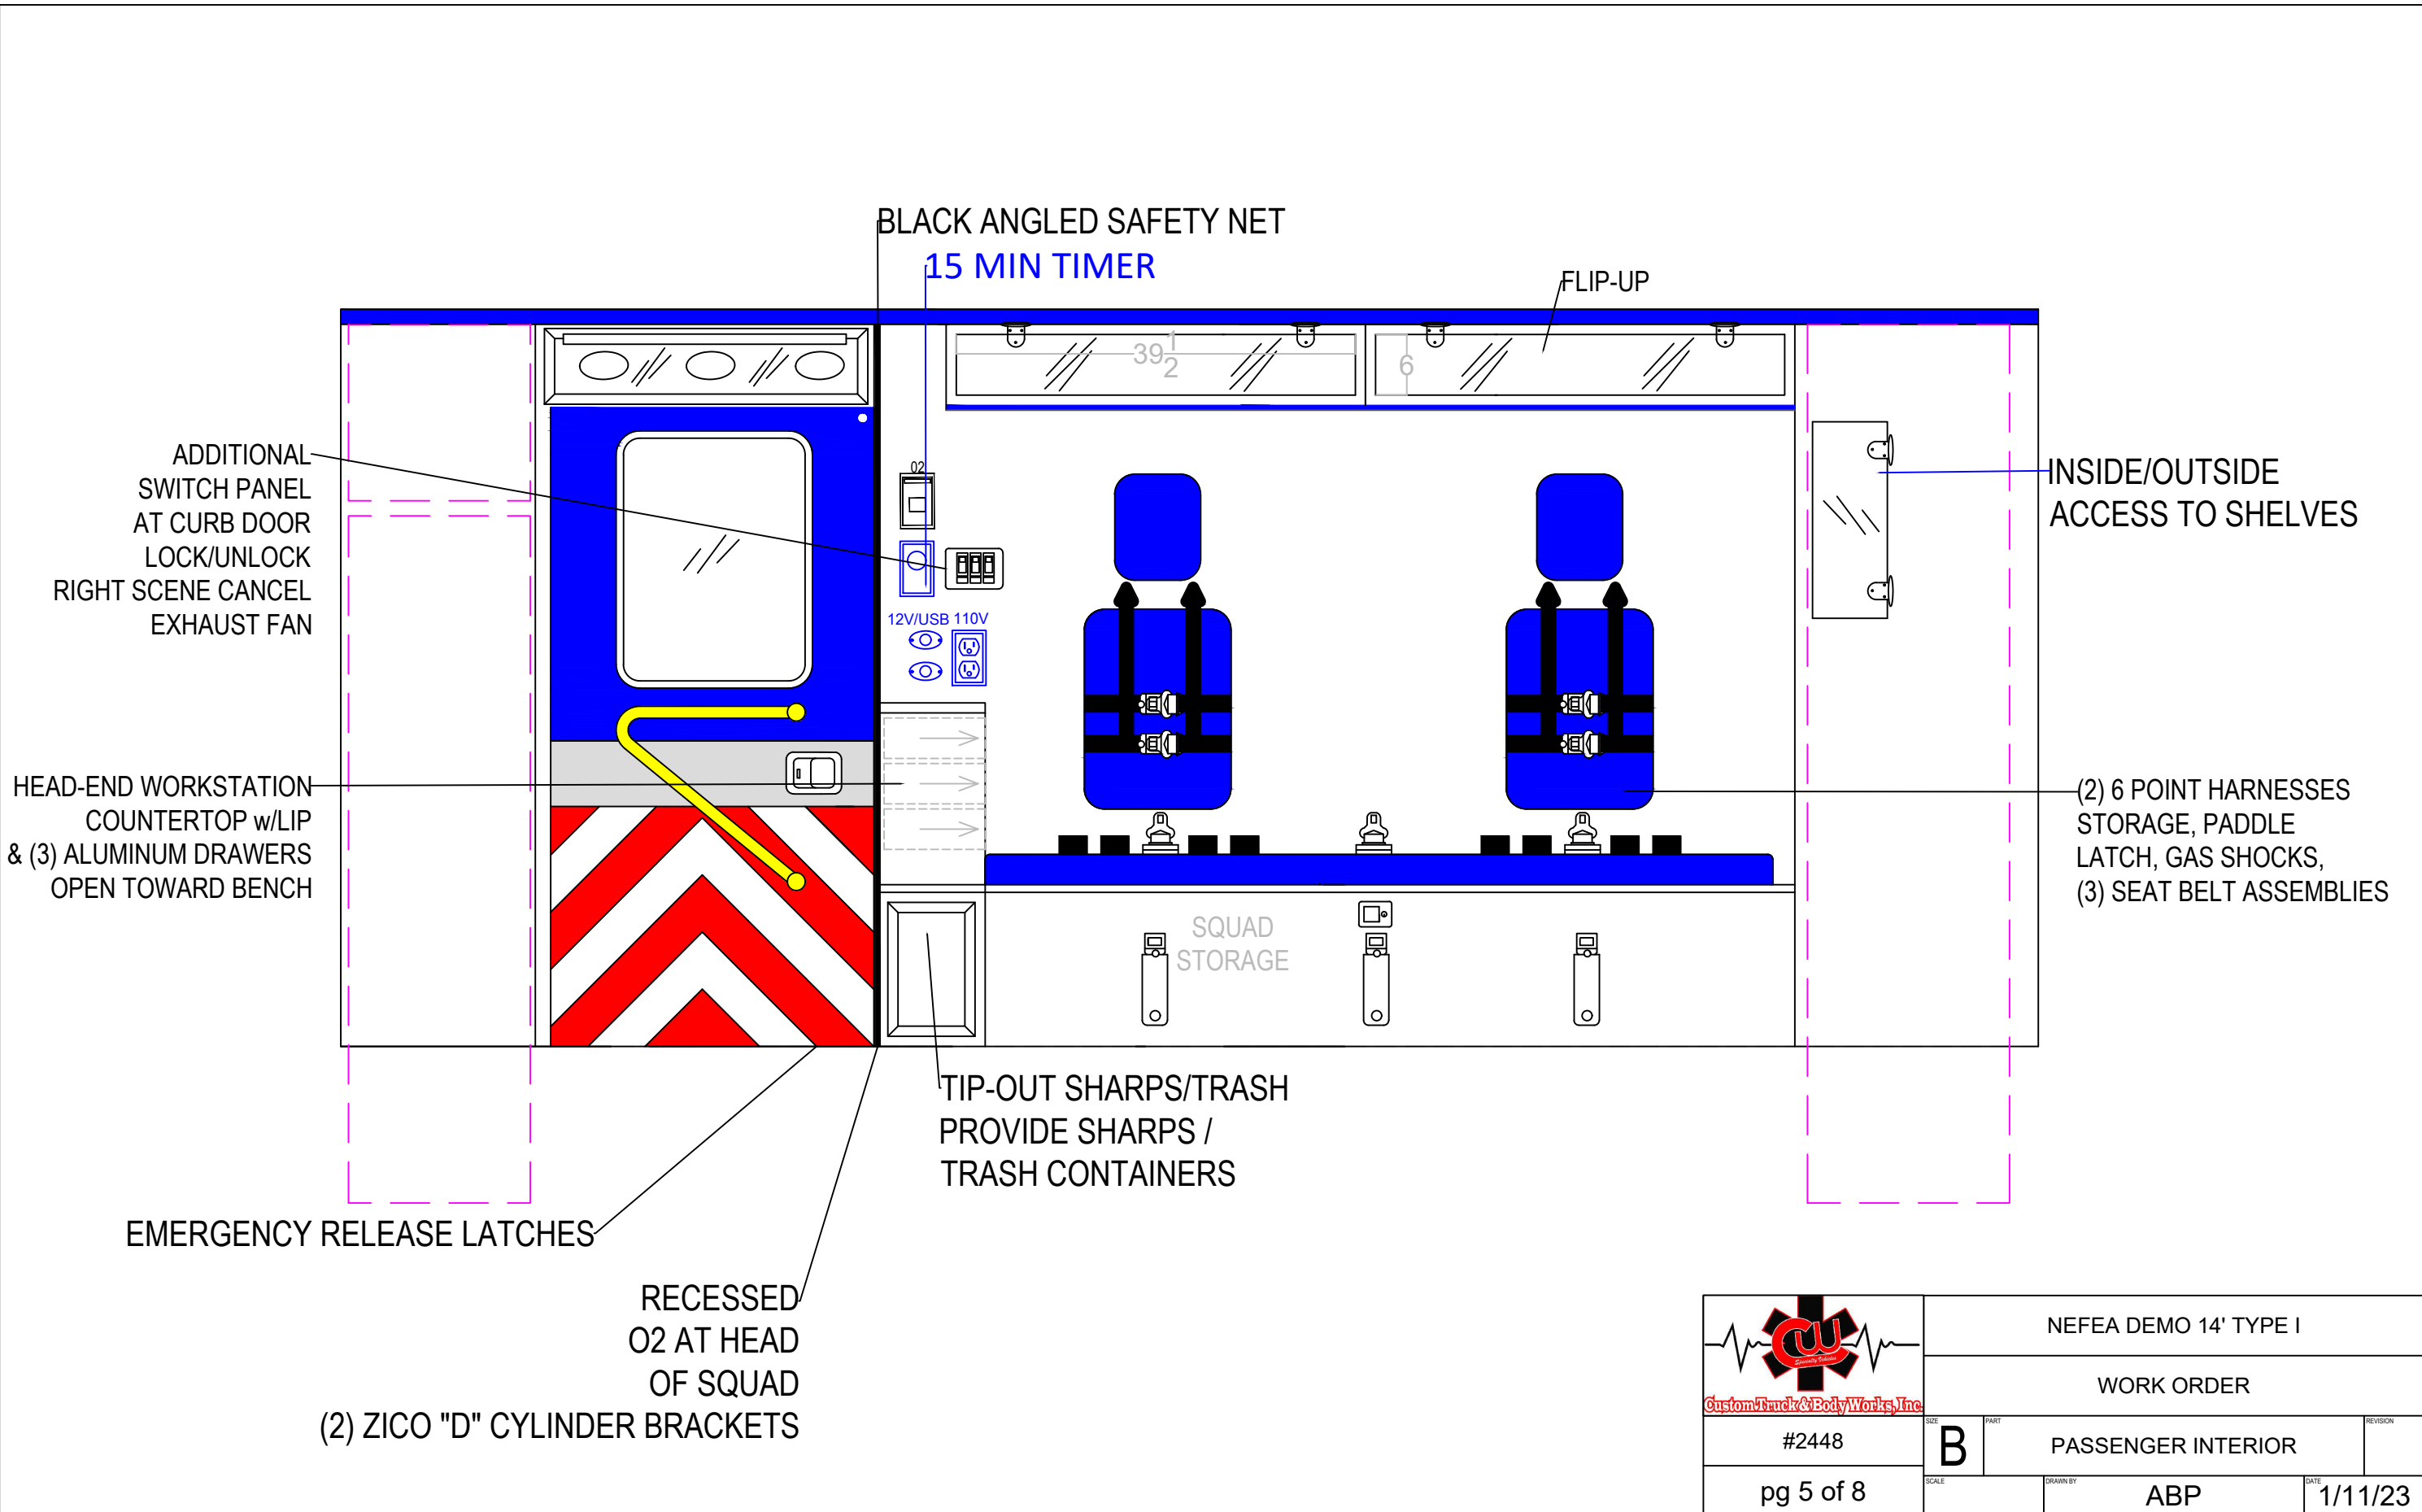 BLACK ANGLED SAFETY NET
15 MIN TIMER
FLIP-UP
39 1/2
6
ADDITIONAL
SWITCH PANEL
AT CURB DOOR
LOCK/UNLOCK
RIGHT SCENE CANCEL
EXHAUST FAN
02
12V/USB 110V
INSIDE/OUTSIDE
ACCESS TO SHELVES
HEAD-END WORKSTATION
COUNTERTOP w/LIP
& (3) ALUMINUM DRAWERS
OPEN TOWARD BENCH
(2) 6 POINT HARNESSES
STORAGE, PADDLE
LATCH, GAS SHOCKS,
(3) SEAT BELT ASSEMBLIES
SQUAD
STORAGE
TIP-OUT SHARPS/TRASH
PROVIDE SHARPS /
TRASH CONTAINERS
EMERGENCY RELEASE LATCHES
RECESSED
O2 AT HEAD
OF SQUAD
(2) ZICO "D" CYLINDER BRACKETS
CW
Specialty Vehicles
Custom Truck & Body Works, Inc.
NEFEA DEMO 14' TYPE I
WORK ORDER
#2448
SIZE
B
PART
PASSENGER INTERIOR
REVISION
pg 5 of 8
SCALE
DRAWN BY
ABP
DATE
1/11/23